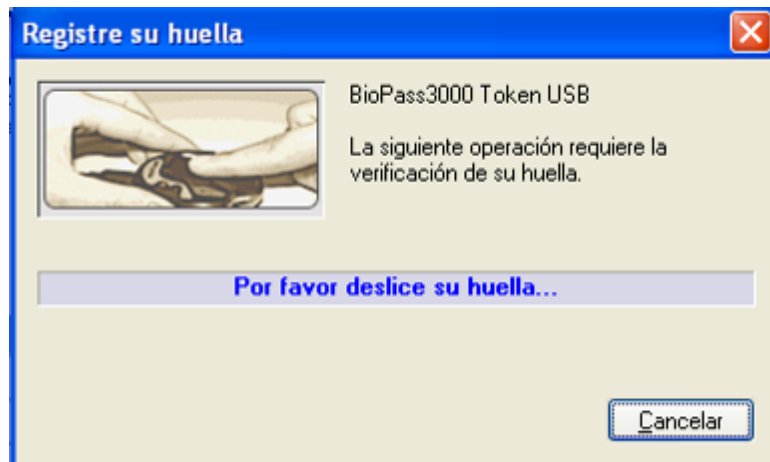 Registre su huella
BioPass3000 Token USB
La siguiente operación requiere la
verificación de su huella.
Por favor deslice su huella...
Cancelar